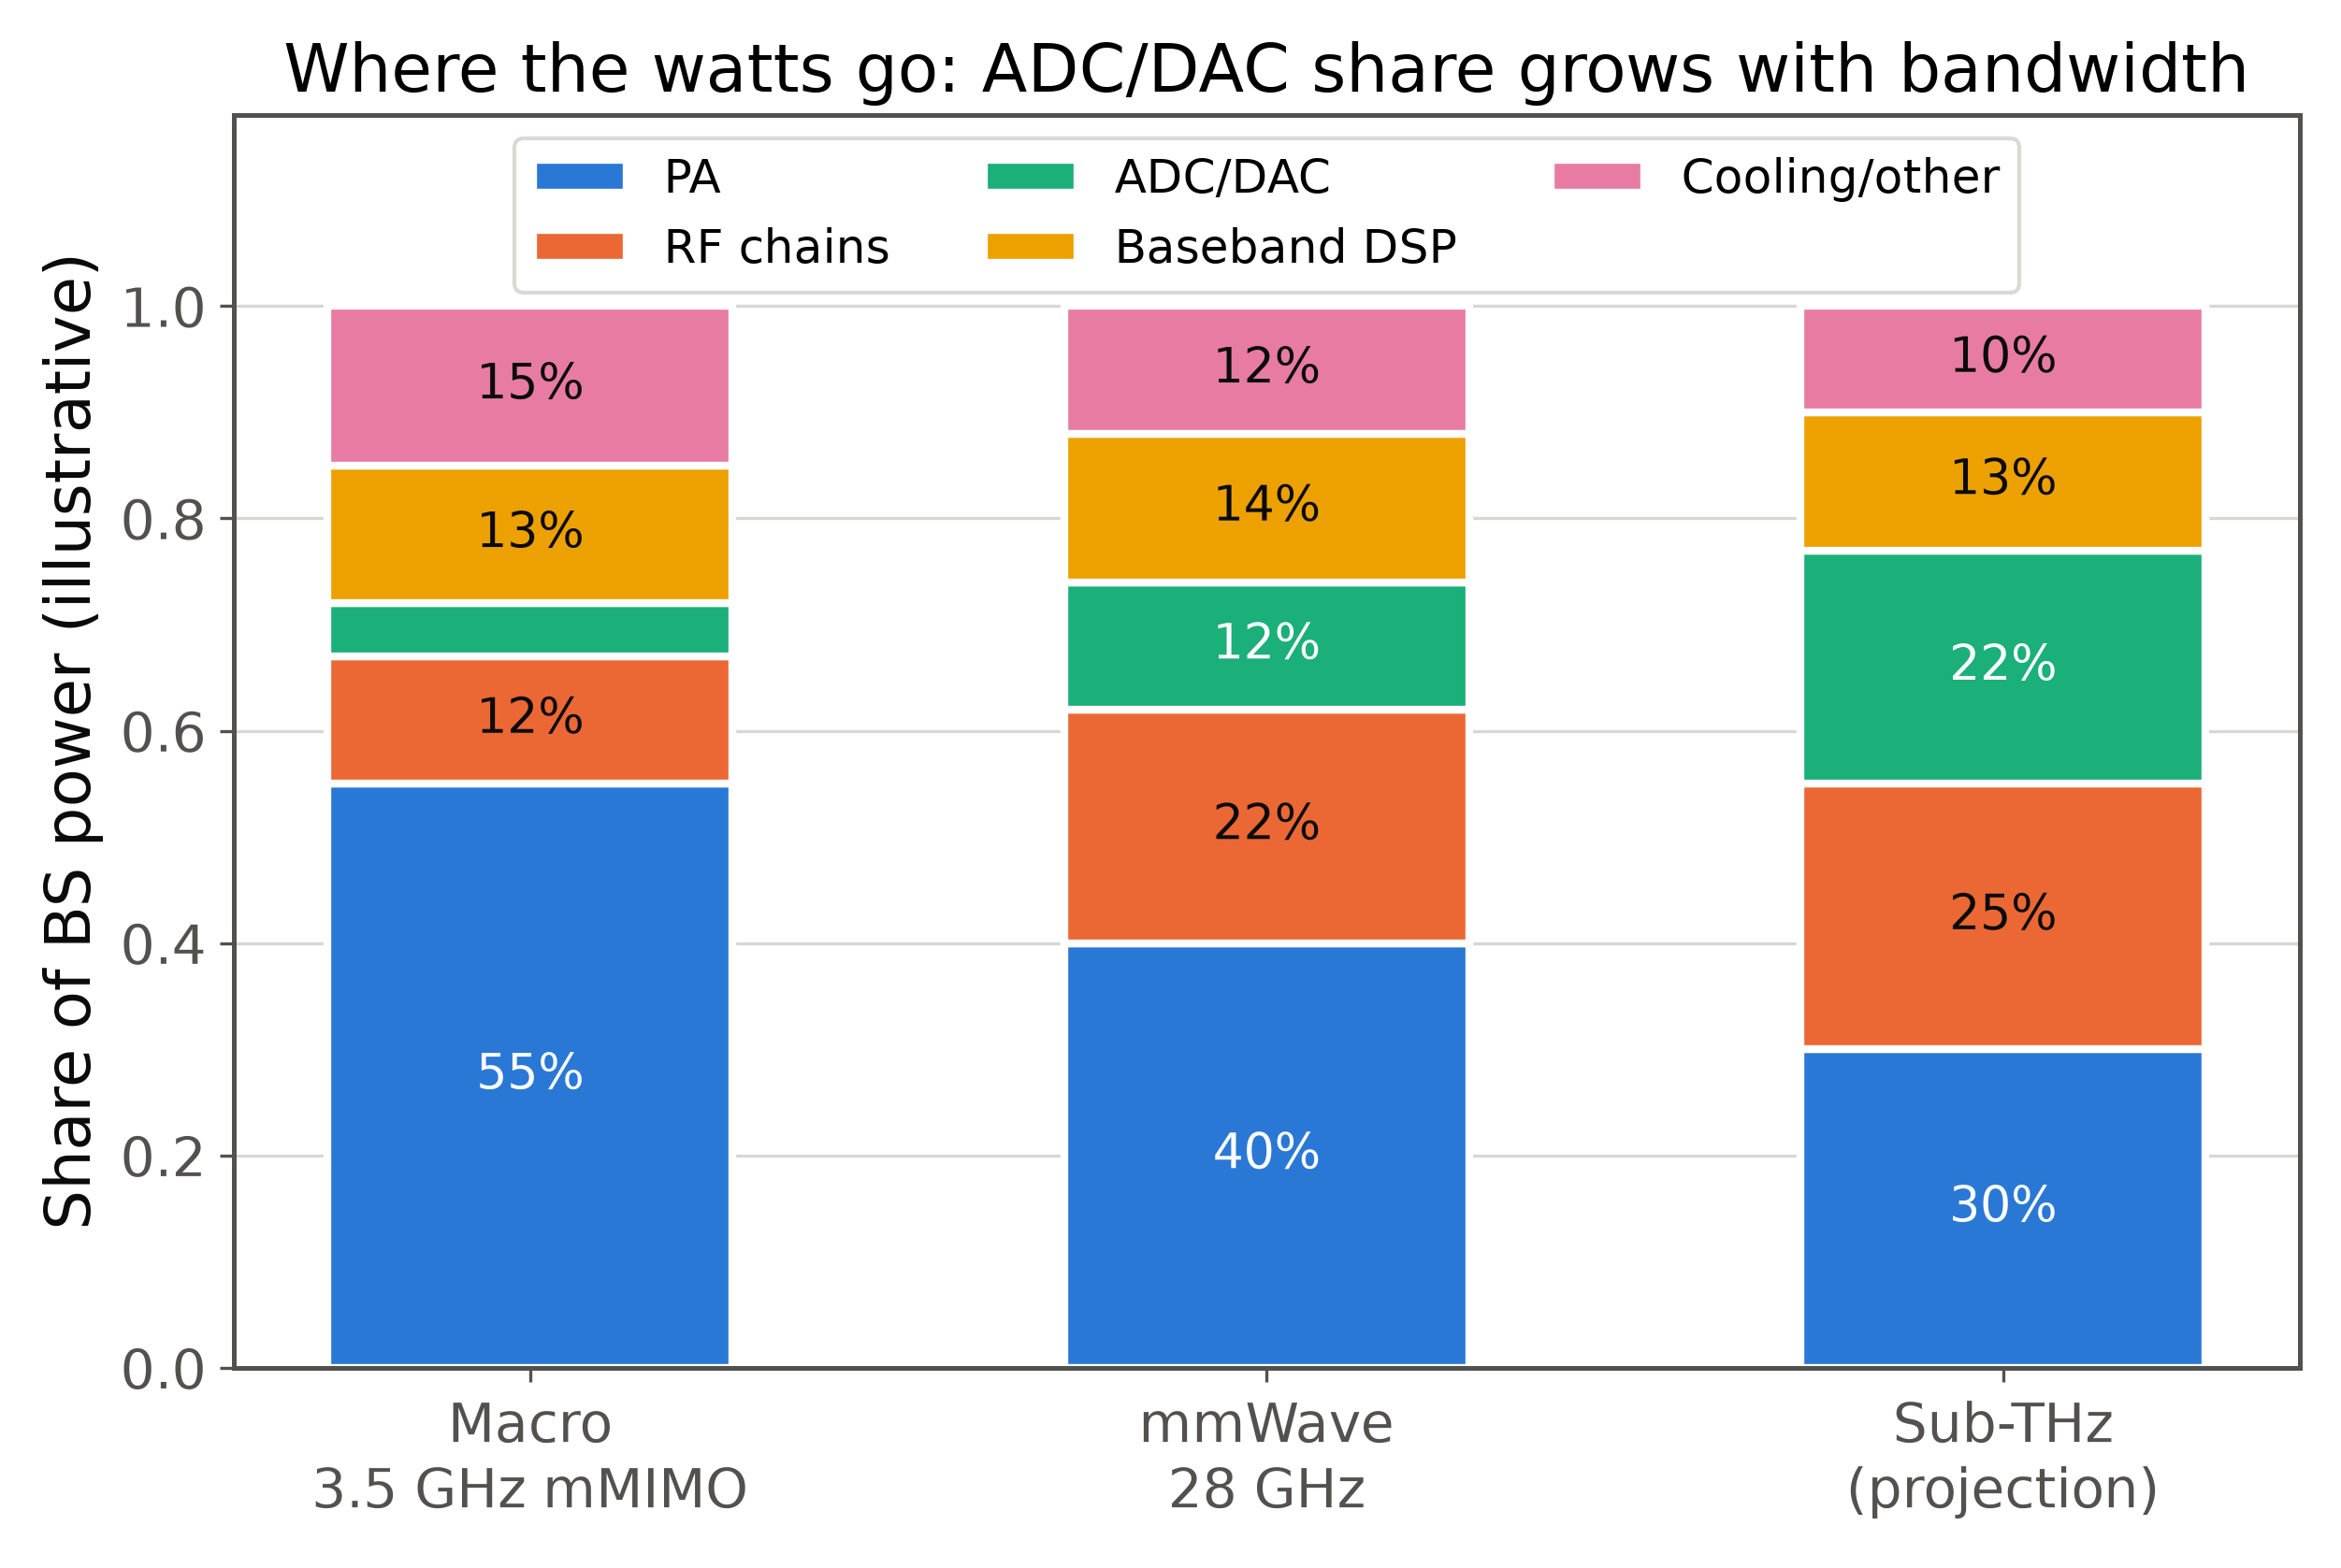 Where the watts go: ADC/DAC share grows with bandwidth
PA
RF chains
ADC/DAC
Baseband DSP
Cooling/other
Share of BS power (illustrative)
1.0
0.8
0.6
0.4
0.2
0.0
15%
13%
12%
55%
12%
14%
12%
22%
40%
10%
13%
22%
25%
30%
Macro
3.5 GHz mMIMO
mmWave
28 GHz
Sub-THz
(projection)